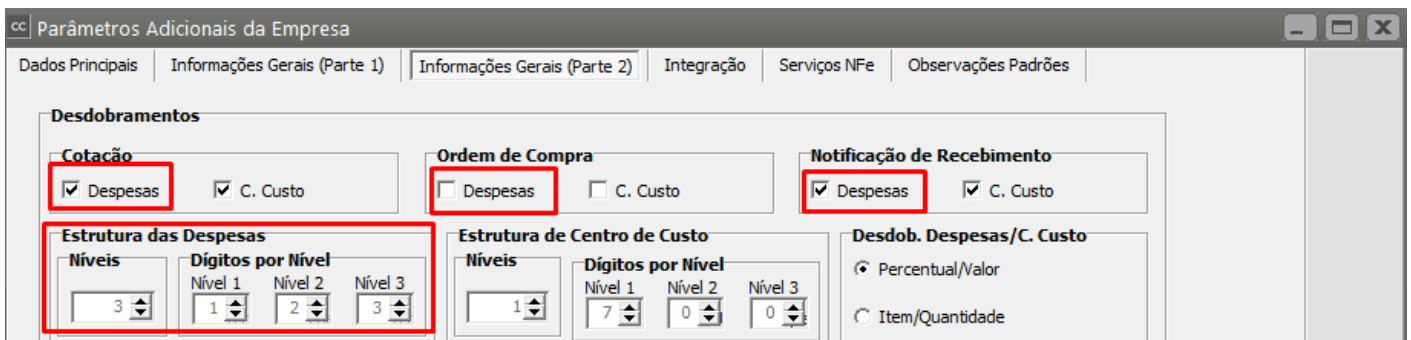 cc Parâmetros Adicionais da Empresa
Dados Principais Informações Gerais (Parte 1) Informações Gerais (Parte 2) Integração Serviços NFe Observações Padrões
Desdobramentos
Cotação Ordem de Compra Notificação de Recebimento
Despesas C. Custo Despesas C. Custo Despesas C. Custo
Estrutura das Despesas Estrutura de Centro de Custo Desdob. Despesas/C. Custo
Níveis Dígitos por Nível Níveis Dígitos por Nível Percentual/Valor
Nível 1 Nível 2 Nível 3 Nível 1 Nível 2 Nível 3
3 1 2 3 1 7 0 0 Item/Quantidade